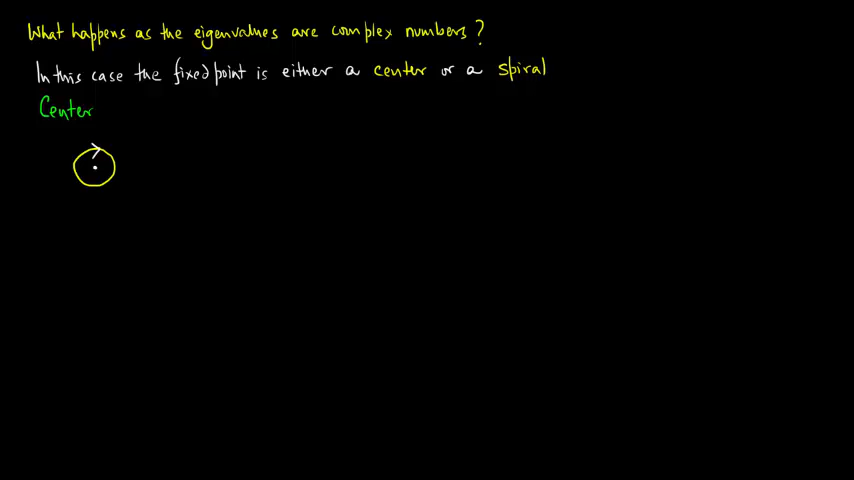 What happens as the eigenvalues are complex numbers?
In this case the fixed point is either a center or a spiral
Center